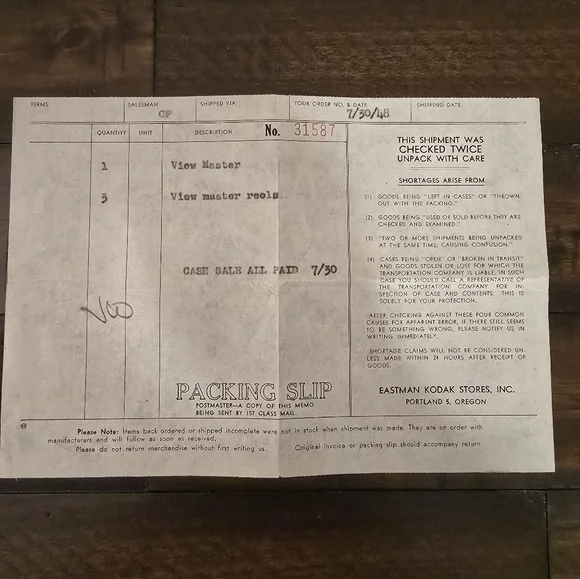 TERMS SALESMAN SHIPPED VIA YOUR ORDER NO. & DATE SHIPPING DATE
CF 7/30/48
QUANTITY UNIT DESCRIPTION No. 31587
1 View Master
3 View master reels
CASH SALE ALL PAID 7/30
PACKING SLIP
POSTMASTER—A COPY OF THIS MEMO
BEING SENT BY 1ST CLASS MAIL.
THIS SHIPMENT WAS
CHECKED TWICE
UNPACK WITH CARE
SHORTAGES ARISE FROM
(1) GOODS BEING "LEFT IN CASES" OR "THROWN
OUT WITH THE PACKING."
(2) GOODS BEING "USED OR SOLD BEFORE THEY ARE
CHECKED AND EXAMINED."
(3) "TWO OR MORE SHIPMENTS BEING UNPACKED
AT THE SAME TIME, CAUSING CONFUSION."
(4) CASES BEING "OPEN" OR "BROKEN IN TRANSIT"
AND GOODS STOLEN OR LOST FOR WHICH THE
TRANSPORTATION COMPANY IS LIABLE. IN SUCH
CASE YOU SHOULD CALL A REPRESENTATIVE OF
THE TRANSPORTATION COMPANY FOR IN-
SPECTION OF CASE AND CONTENTS. THIS IS
SOLELY FOR YOUR PROTECTION.
AFTER CHECKING AGAINST THESE FOUR COMMON
CAUSES FOR APPARENT ERROR, IF THERE STILL SEEMS
TO BE SOMETHING WRONG, PLEASE NOTIFY US IN
WRITING IMMEDIATELY.
SHORTAGE CLAIMS WILL NOT BE CONSIDERED UN-
LESS MADE WITHIN 24 HOURS AFTER RECEIPT OF
GOODS.
EASTMAN KODAK STORES, INC.
PORTLAND 5, OREGON
Please Note: Items back ordered or shipped incomplete were not in stock when shipment was made. They are on order with
manufacturers and will follow as soon as received.
Please do not return merchandise without first writing us. Original invoice or packing slip should accompany return.